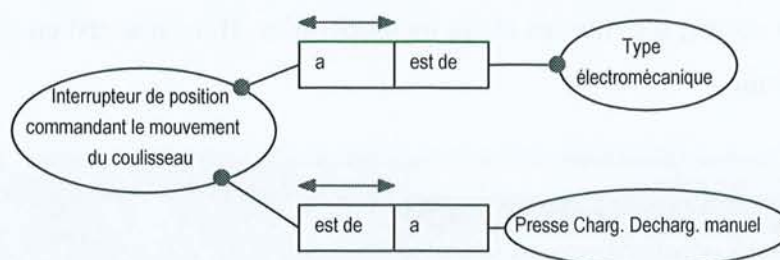 a
est de
Type
électromécanique
Interrupteur de position
commandant le mouvement
du coulisseau
est de
a
Presse Charg. Decharg. manuel